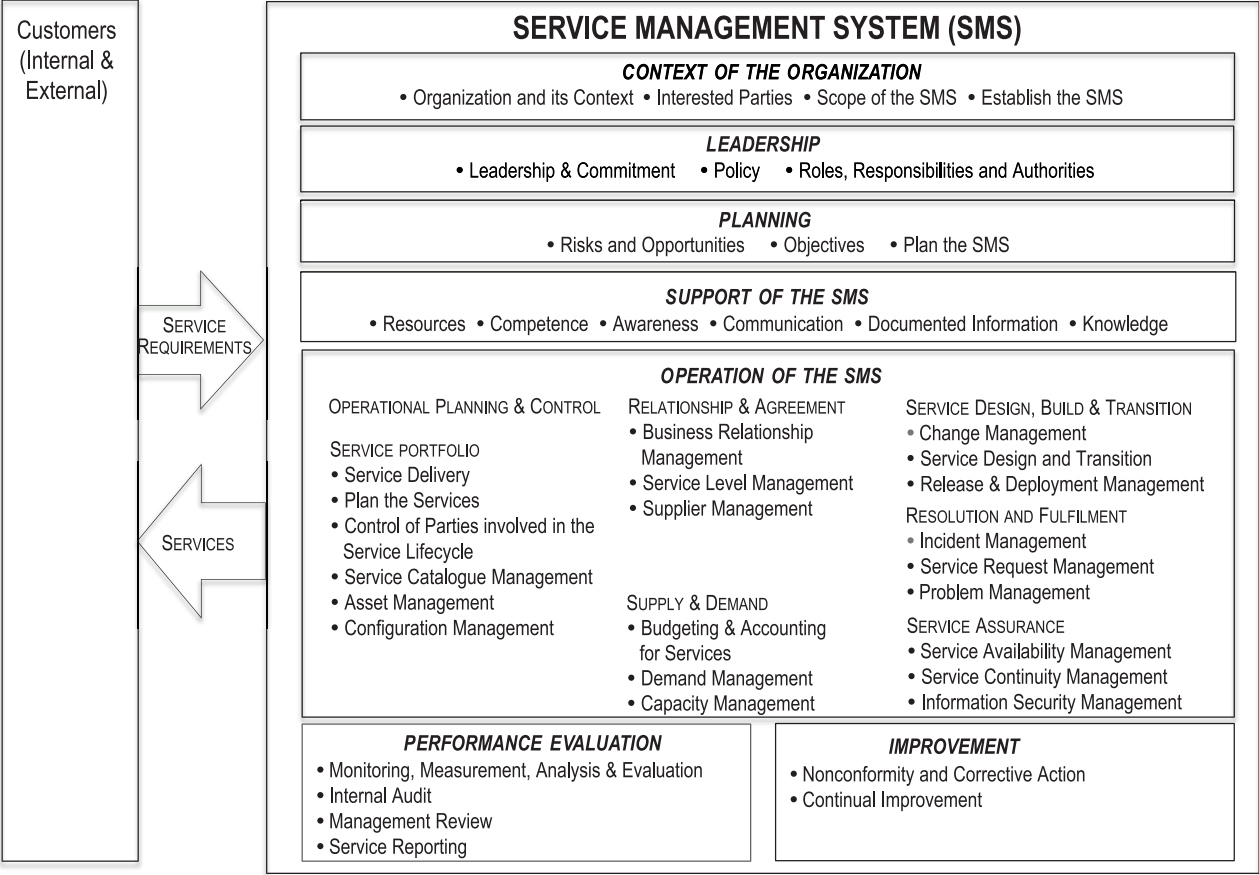 Customers
(Internal &
External)
SERVICE
REQUIREMENTS
SERVICES
SERVICE MANAGEMENT SYSTEM (SMS)
CONTEXT OF THE ORGANIZATION
• Organization and its Context • Interested Parties • Scope of the SMS • Establish the SMS
LEADERSHIP
• Leadership & Commitment • Policy • Roles, Responsibilities and Authorities
PLANNING
• Risks and Opportunities • Objectives • Plan the SMS
SUPPORT OF THE SMS
• Resources • Competence • Awareness • Communication • Documented Information • Knowledge
OPERATION OF THE SMS
OPERATIONAL PLANNING & CONTROL
SERVICE PORTFOLIO
• Service Delivery
• Plan the Services
• Control of Parties involved in the
Service Lifecycle
• Service Catalogue Management
• Asset Management
• Configuration Management
RELATIONSHIP & AGREEMENT
• Business Relationship
Management
• Service Level Management
• Supplier Management
SUPPLY & DEMAND
• Budgeting & Accounting
for Services
• Demand Management
• Capacity Management
SERVICE DESIGN, BUILD & TRANSITION
• Change Management
• Service Design and Transition
• Release & Deployment Management
RESOLUTION AND FULFILMENT
• Incident Management
• Service Request Management
• Problem Management
SERVICE ASSURANCE
• Service Availability Management
• Service Continuity Management
• Information Security Management
PERFORMANCE EVALUATION
• Monitoring, Measurement, Analysis & Evaluation
• Internal Audit
• Management Review
• Service Reporting
IMPROVEMENT
• Nonconformity and Corrective Action
• Continual Improvement